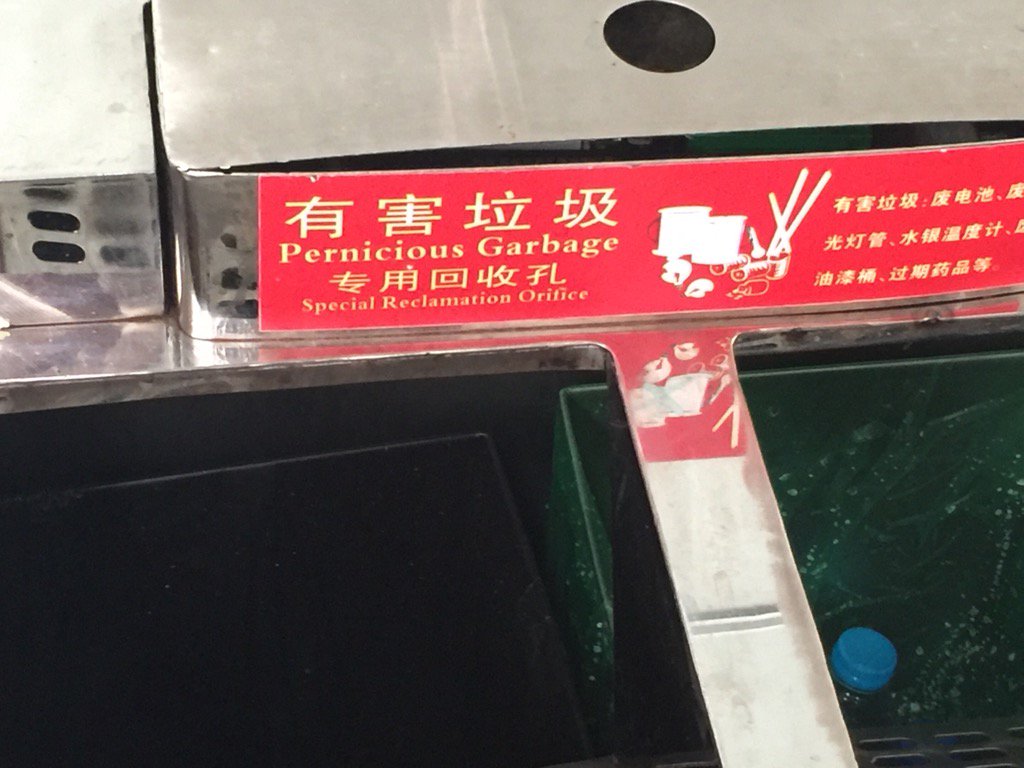 有害垃圾
Pernicious Garbage
专用回收孔
Special Reclamation Orifice
有害垃圾：废电池、废
光灯管、水银温度计、
油漆桶、过期药品等。